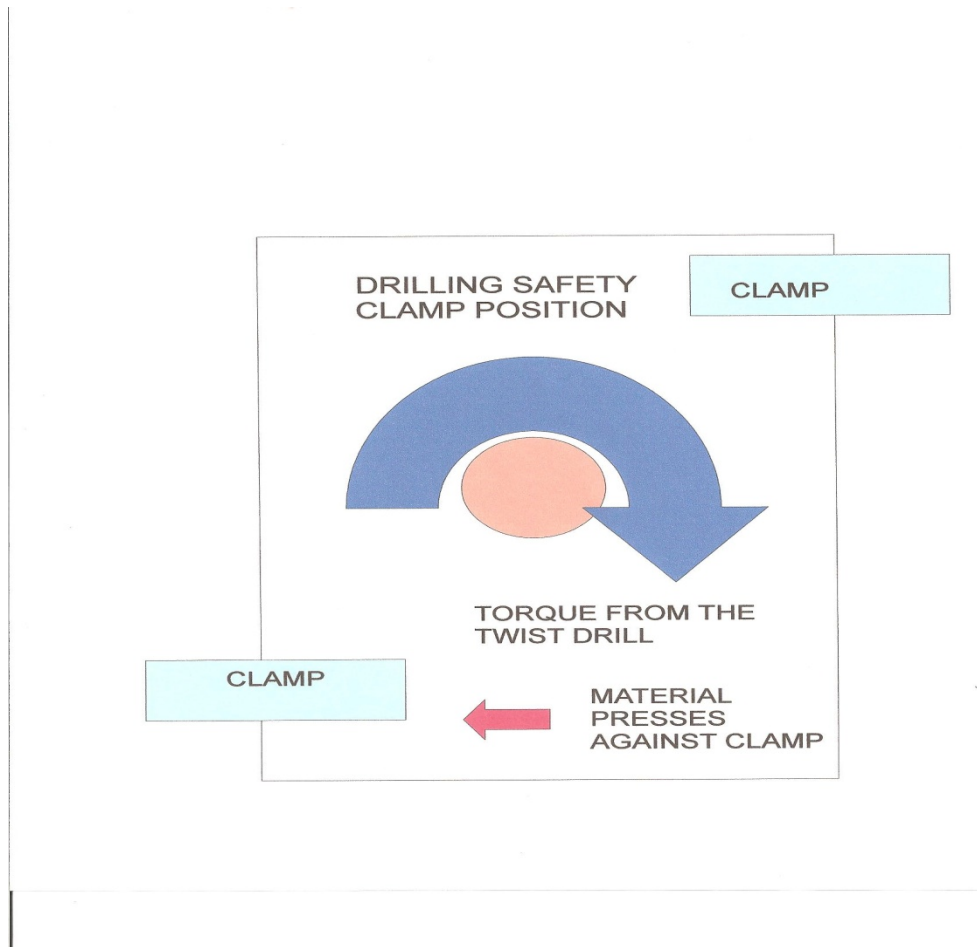 DRILLING SAFETY
CLAMP POSITION
CLAMP
TORQUE FROM THE
TWIST DRILL
CLAMP
MATERIAL
PRESSES
AGAINST CLAMP